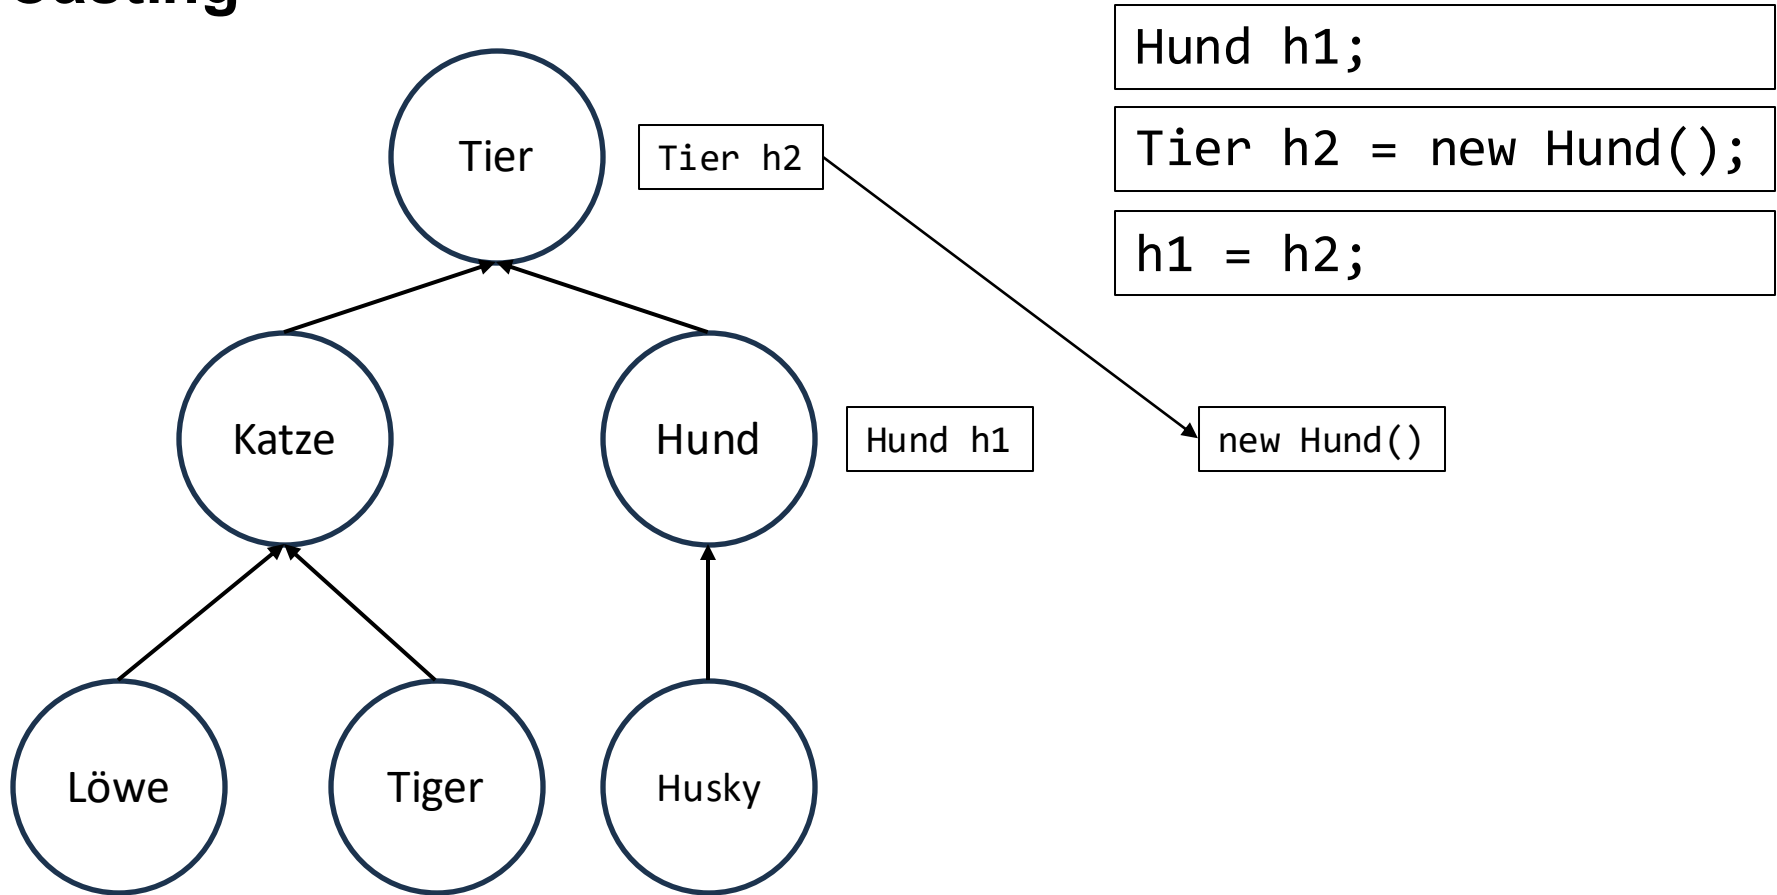 Hund h1;
Tier
Tier h2
Tier h2 = new Hund();
h1 = h2;
Katze
Hund
Hund h1
new Hund()
Löwe
Tiger
Husky